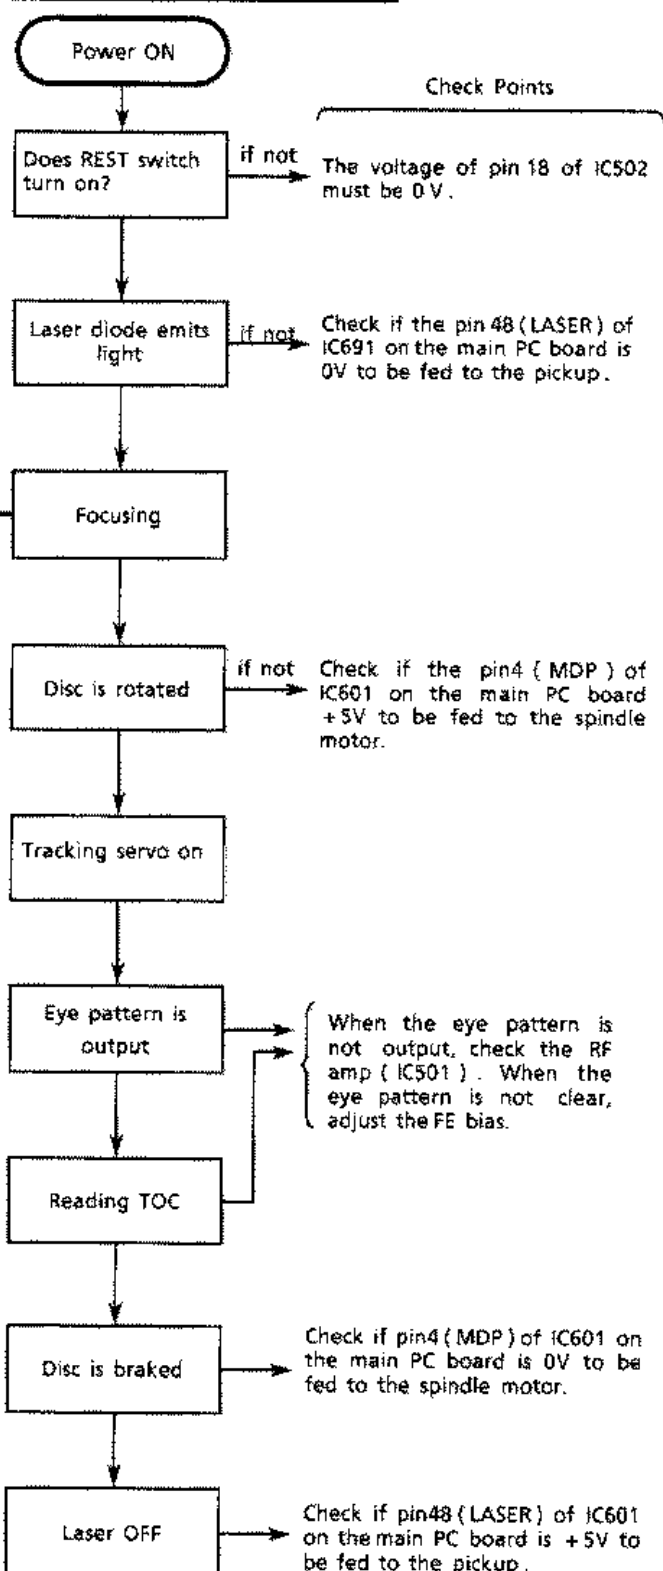 Power ON
Check Points
Does REST switch
turn on?
if not
The voltage of pin 18 of IC502
must be 0 V.
Laser diode emits
light
if not
Check if the pin 48 (LASER) of
IC691 on the main PC board is
0V to be fed to the pickup.
Focusing
Disc is rotated
if not
Check if the pin4 ( MDP ) of
IC601 on the main PC board
+5V to be fed to the spindle
motor.
Tracking servo on
Eye pattern is
output
When the eye pattern is
not output, check the RF
amp ( IC501 ) . When the
eye pattern is not clear,
adjust the FE bias.
Reading TOC
Disc is braked
Check if pin4 (MDP) of IC601 on
the main PC board is 0V to be
fed to the spindle motor.
Laser OFF
Check if pin48 (LASER) of IC601
on the main PC board is +5V to
be fed to the pickup.